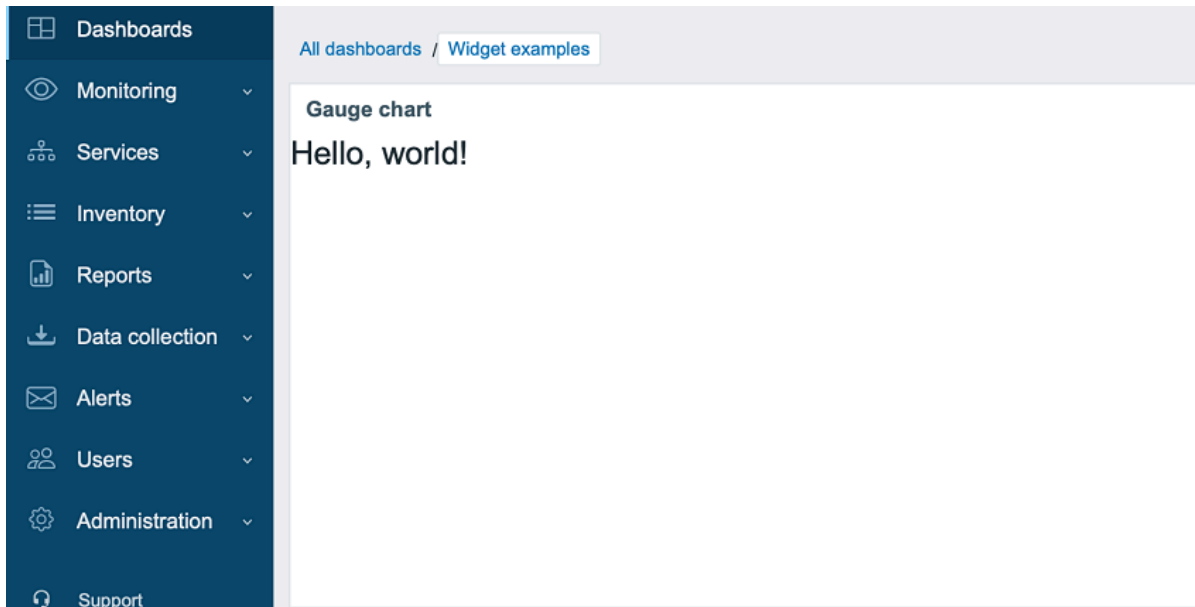 Dashboards
Monitoring
Services
Inventory
Reports
Data collection
Alerts
Users
Administration
Support
All dashboards / Widget examples
Gauge chart
Hello, world!